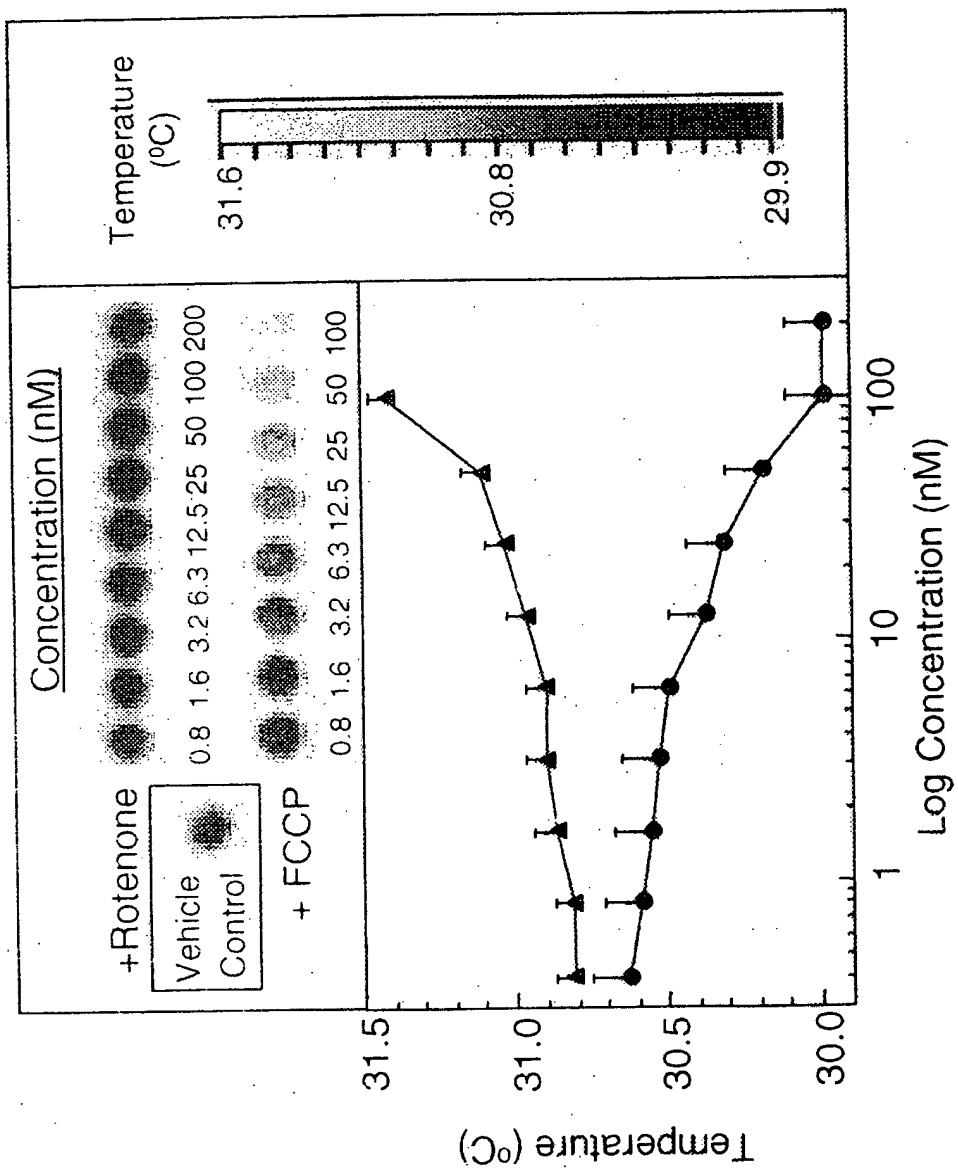 Concentration (nM)
+Rotenone
0.8 1.6 3.2 6.3 12.5 25 50 100 200
Vehicle
Control
+ FCCP
0.8 1.6 3.2 6.3 12.5 25 50 100
Temperature
(⁰C)
31.6
30.8
29.9
Temperature (⁰C)
31.5
31.0
30.5
30.0
1 10 100
Log Concentration (nM)